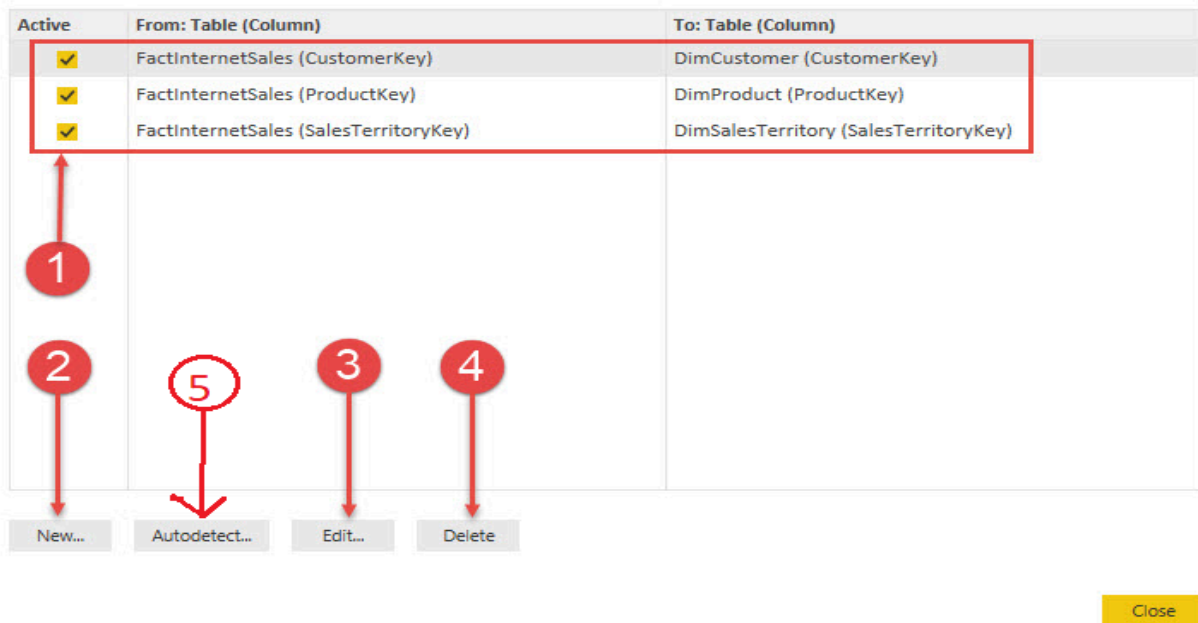 Active From: Table (Column) To: Table (Column)
FactInternetSales (CustomerKey) DimCustomer (CustomerKey)
FactInternetSales (ProductKey) DimProduct (ProductKey)
FactInternetSales (SalesTerritoryKey) DimSalesTerritory (SalesTerritoryKey)
1
2 5 3 4
New... Autodetect... Edit... Delete
Close